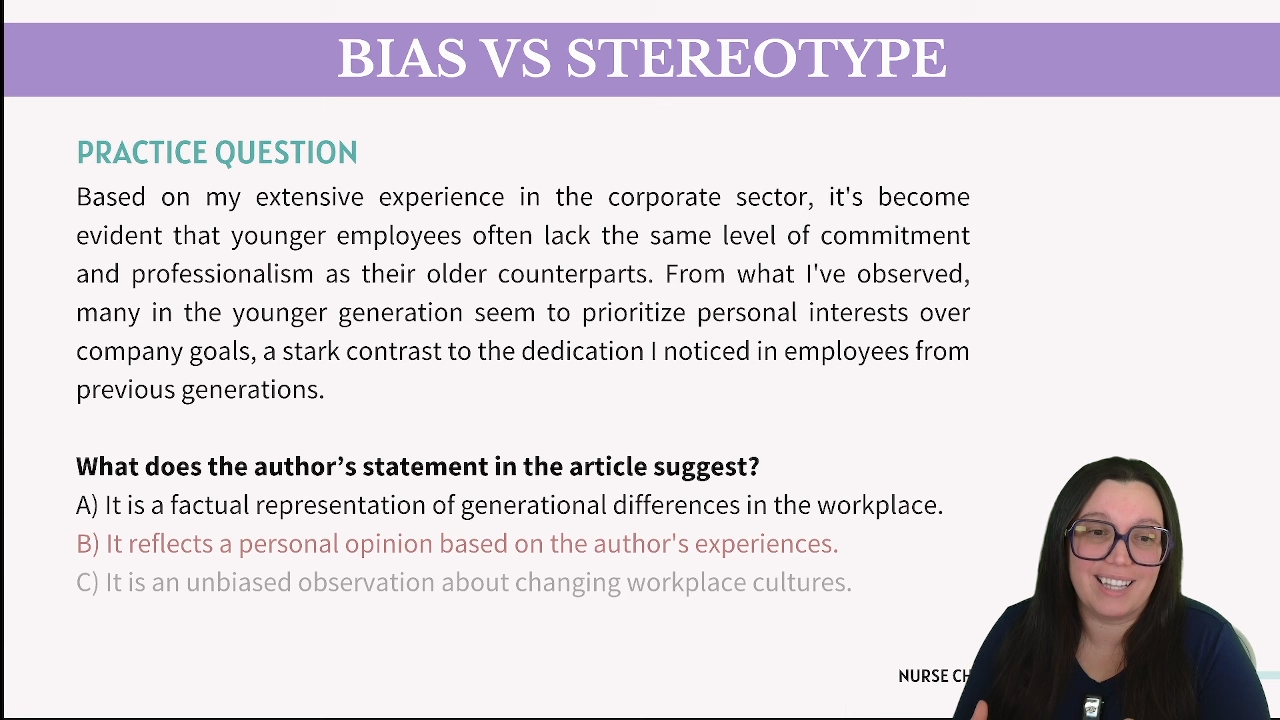 BIAS VS STEREOTYPE
PRACTICE QUESTION
Based on my extensive experience in the corporate sector, it's become
evident that younger employees often lack the same level of commitment
and professionalism as their older counterparts. From what I've observed,
many in the younger generation seem to prioritize personal interests over
company goals, a stark contrast to the dedication I noticed in employees from
previous generations.
What does the author’s statement in the article suggest?
A) It is a factual representation of generational differences in the workplace.
B) It reflects a personal opinion based on the author's experiences.
C) It is an unbiased observation about changing workplace cultures.
NURSE